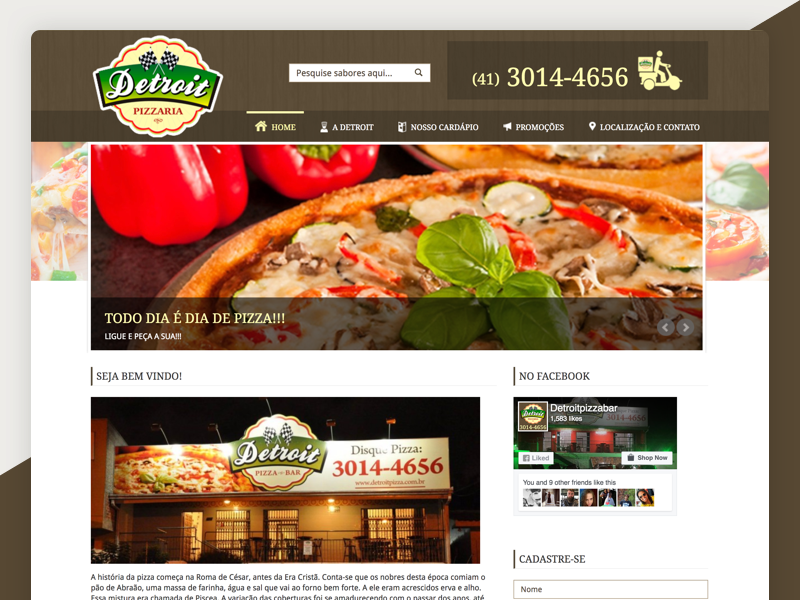 Detroit
PIZZARIA
Pesquise sabores aqui...
(41) 3014-4656
HOME
A DETROIT
NOSSO CARDÁPIO
PROMOÇÕES
LOCALIZAÇÃO E CONTATO
TODO DIA É DIA DE PIZZA!!!
LIGUE E PEÇA A SUA!!!
SEJA BEM VINDO!
Detroit
PIZZA BAR
Disque Pizza:
3014-4656
www.detroitpizza.com.br
A história da pizza começa na Roma de César, antes da Era Cristã. Conta-se que os nobres desta época comiam o
pão de Abraão, uma massa de farinha, água e sal que vai ao forno bem forte. A ele eram acrescidos erva e alho.
Essa mistura era chamada de Piscea. A variação das coberturas foi se amadurecendo com o passar dos anos, até
NO FACEBOOK
Detroitpizzabar
1,583 likes
3014-4656
Liked
Shop Now
You and 9 other friends like this
CADASTRE-SE
Nome